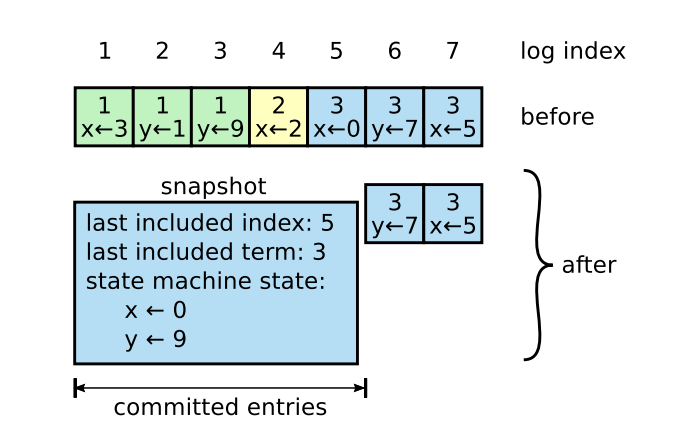 1 2 3 4 5 6 7 log index
1 1 1 2 3 3 3
x←3 y←1 y←9 x←2 x←0 y←7 x←5
before
snapshot
3 3
y←7 x←5
last included index: 5
last included term: 3
state machine state:
x ← 0
y ← 9
after
committed entries